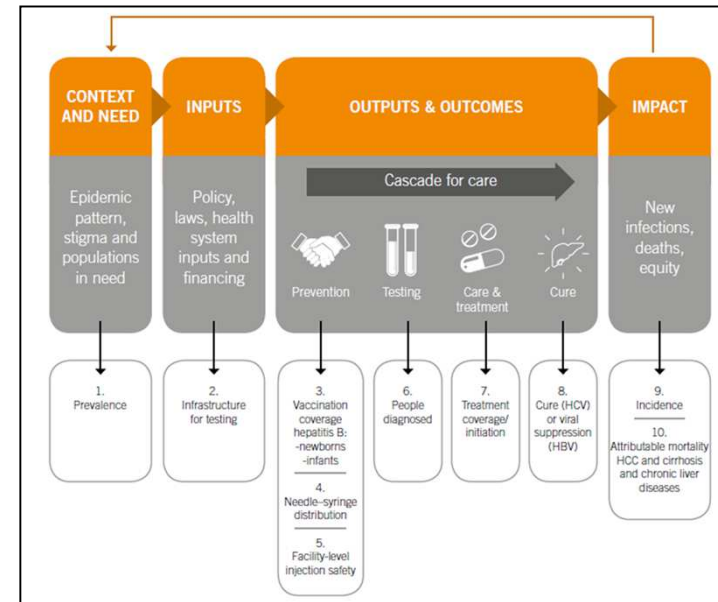 CONTEXT
AND NEED
INPUTS
OUTPUTS & OUTCOMES
IMPACT
Epidemic
pattern,
stigma and
populations
in need
Policy,
laws, health
system
inputs and
financing
Cascade for care
Prevention
Testing
Care &
treatment
Cure
New
infections,
deaths,
equity
1.
Prevalence
2.
Infrastructure
for testing
3.
Vaccination
coverage
hepatitis B:
-newborns
-infants
4.
Needle–syringe
distribution
5.
Facility-level
injection safety
6.
People
diagnosed
7.
Treatment
coverage/
initiation
8.
Cure (HCV)
or viral
suppression
(HBV)
9.
Incidence
10.
Attributable mortality
HCC and cirrhosis
and chronic liver
diseases